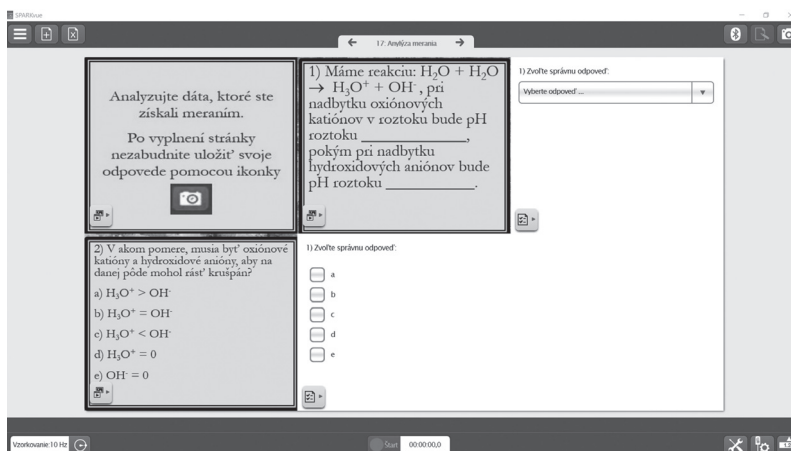 SPARKvue
17: Anylýza merania
Analyzujte dáta, ktoré ste
získali meraním.
Po vyplnení stránky
nezabudnite uložiť svoje
odpovede pomocou ikonky
1) Máme reakciu: H₂O + H₂O
→ H₃O⁺ + OH⁻, pri
nadbytku oxiónových
katiónov v roztoku bude pH
roztoku ____________,
pokým pri nadbytku
hydroxidových aniónov bude
pH roztoku ____________.
1) Zvoľte správnu odpoveď:
Vyberte odpoveď ...
2) V akom pomere, musia byť oxiónové
katióny a hydroxidové anióny, aby na
danej pôde mohol rásť krušpán?
a) H₃O⁺ > OH⁻
b) H₃O⁺ = OH⁻
c) H₃O⁺ < OH⁻
d) H₃O⁺ = 0
e) OH⁻ = 0
1) Zvoľte správnu odpoveď:
a
b
c
d
e
Vzorkovanie:10 Hz
Štart
00:00:00,0